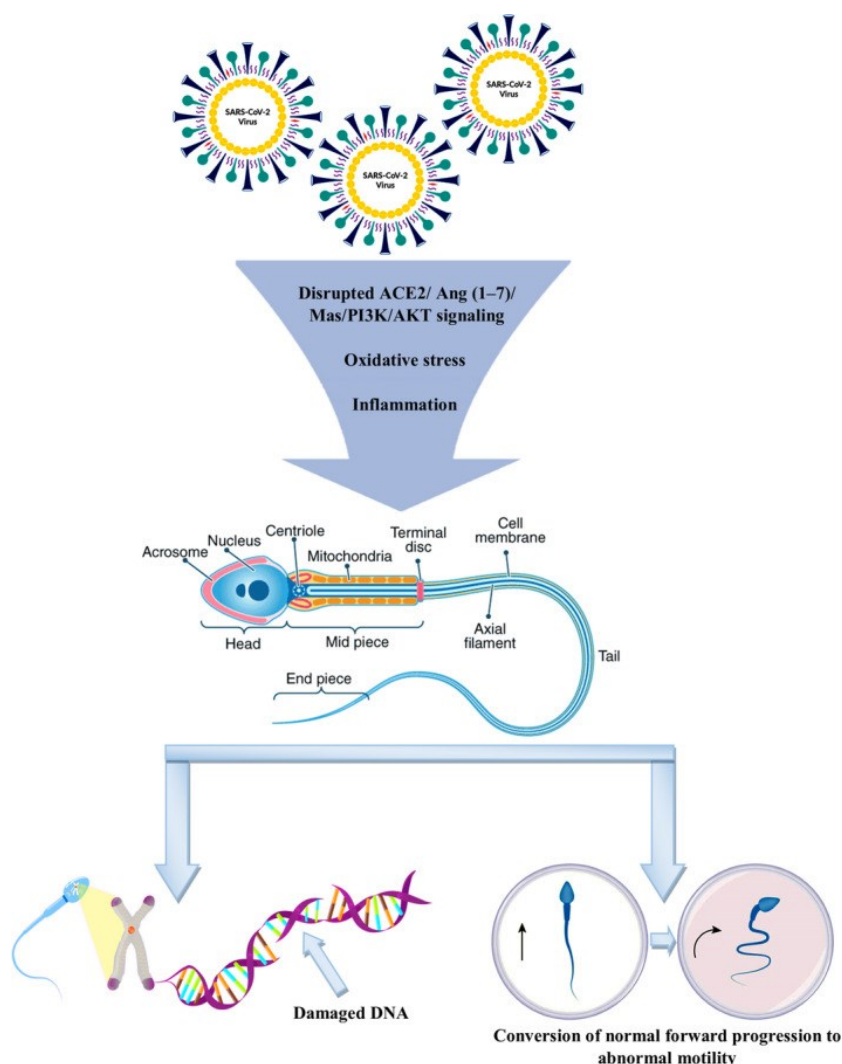 SARS-CoV-2
Virus
SARS-CoV-2
Virus
SARS-CoV-2
Virus
Disrupted ACE2/ Ang (1–7)/
Mas/PI3K/AKT signaling
Oxidative stress
Inflammation
Acrosome
Nucleus
Centriole
Mitochondria
Terminal
disc
Cell
membrane
Head
Mid piece
Axial
filament
Tail
End piece
Damaged DNA
Conversion of normal forward progression to
abnormal motility